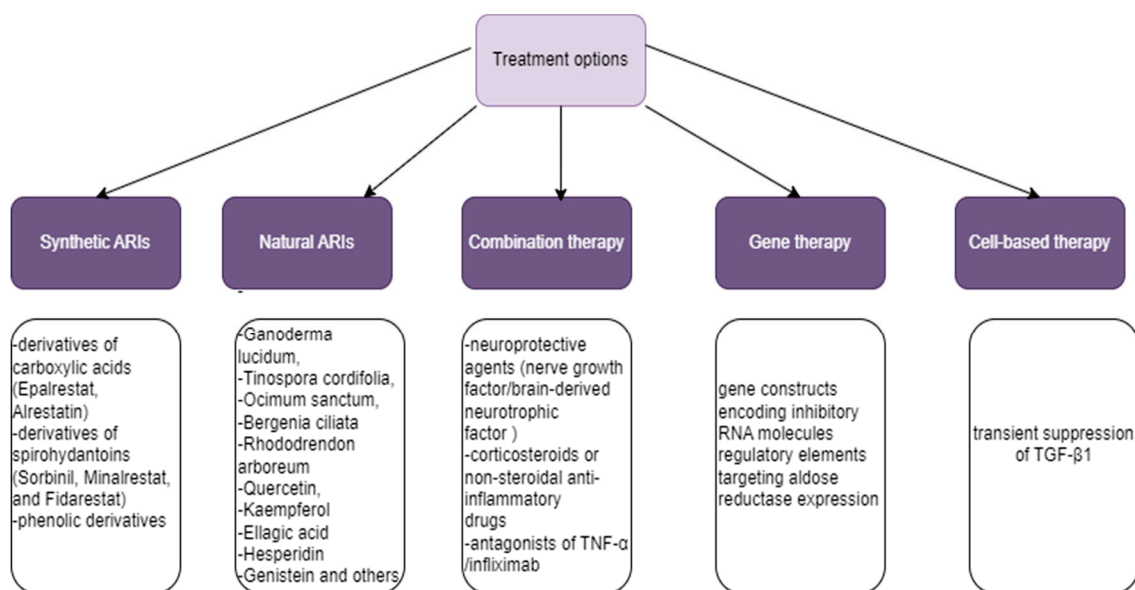 Treatment options
Synthetic ARIs
Natural ARIs
Combination therapy
Gene therapy
Cell-based therapy
-derivatives of
carboxylic acids
(Epalrestat,
Alrestatin)
-derivatives of
spirohydantoins
(Sorbinil, Minalrestat,
and Fidarestat)
-phenolic derivatives
-
-Ganoderma
lucidum,
-Tinospora cordifolia,
-Ocimum sanctum,
-Bergenia ciliata
-Rhododrendon
arboreum
-Quercetin,
-Kaempferol
-Ellagic acid
-Hesperidin
-Genistein and others
-neuroprotective
agents (nerve growth
factor/brain-derived
neurotrophic
factor )
-corticosteroids or
non-steroidal anti-
inflammatory
drugs
-antagonists of TNF-α
/infliximab
gene constructs
encoding inhibitory
RNA molecules
regulatory elements
targeting aldose
reductase expression
transient suppression
of TGF-β1